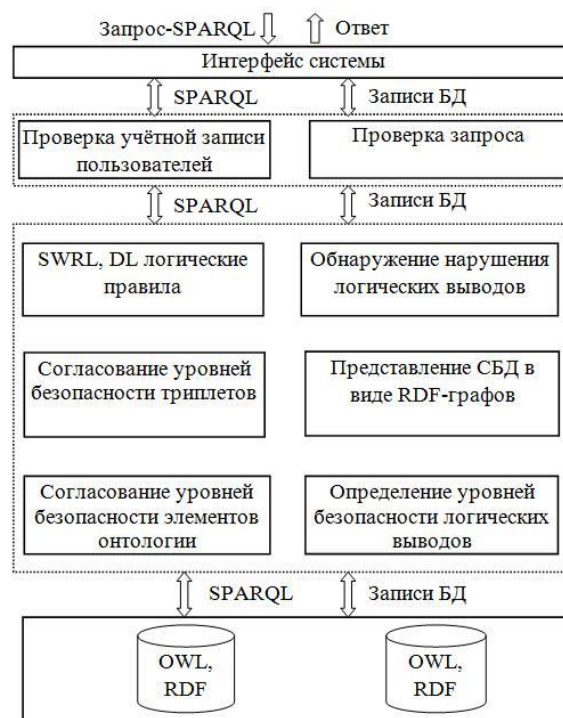 Запрос-SPARQL Ответ
Интерфейс системы
SPARQL Записи БД
Проверка учётной записи
пользователей
Проверка запроса
SPARQL Записи БД
SWRL, DL логические
правила
Обнаружение нарушения
логических выводов
Согласование уровней
безопасности триплетов
Представление СБД в
виде RDF-графов
Согласование уровней
безопасности элементов
онтологии
Определение уровней
безопасности логических
выводов
SPARQL Записи БД
OWL,
RDF
OWL,
RDF